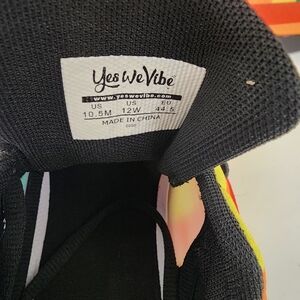 Yes We Vibe
www.yeswevibe.com
US US EU
10.5M 12W 44.5
MADE IN CHINA